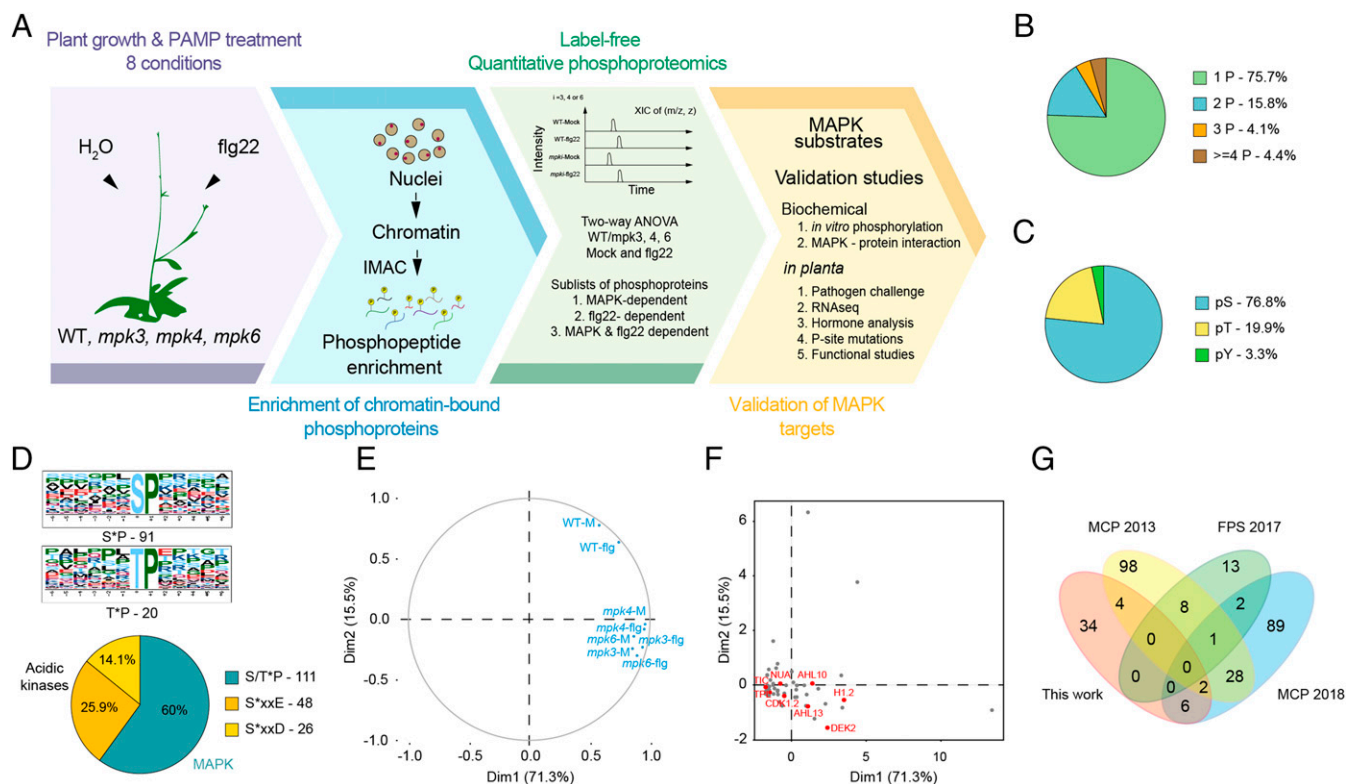 A
Plant growth & PAMP treatment
8 conditions
H2O
flg22
WT, mpk3, mpk4, mpk6
Nuclei
Chromatin
IMAC
Phosphopeptide
enrichment
Enrichment of chromatin-bound
phosphoproteins
Label-free
Quantitative phosphoproteomics
i =3, 4 or 6
XIC of (m/z, z)
Intensity
WT-Mock
WT-flg22
mpki-Mock
mpki-flg22
Time
Two-way ANOVA
WT/mpk3, 4, 6
Mock and flg22
Sublists of phosphoproteins
1. MAPK-dependent
2. flg22- dependent
3. MAPK & flg22 dependent
MAPK
substrates
Validation studies
Biochemical
1. in vitro phosphorylation
2. MAPK - protein interaction
in planta
1. Pathogen challenge
2. RNAseq
3. Hormone analysis
4. P-site mutations
5. Functional studies
Validation of MAPK
targets
B
1 P - 75.7%
2 P - 15.8%
3 P - 4.1%
>=4 P - 4.4%
C
pS - 76.8%
pT - 19.9%
pY - 3.3%
D
SP
S*P - 91
TP
T*P - 20
Acidic
kinases
14.1%
25.9%
60%
MAPK
S/T*P - 111
S*xxE - 48
S*xxD - 26
E
1.0
0.5
0.0
-0.5
-1.0
Dim2 (15.5%)
WT-M
WT-flg
mpk4-M
mpk4-flg
mpk6-M
mpk3-flg
mpk3-M
mpk6-flg
-1.0
-0.5
0.0
0.5
1.0
Dim1 (71.3%)
F
6
4
2
0
-2
Dim2 (15.5%)
TIC
NUA
AHL10
H1.2
CDK1.2
AHL13
DEK2
0
5
10
Dim1 (71.3%)
G
MCP 2013
FPS 2017
98
13
4
8
2
34
0
1
89
0
0
0
2
28
6
This work
MCP 2018